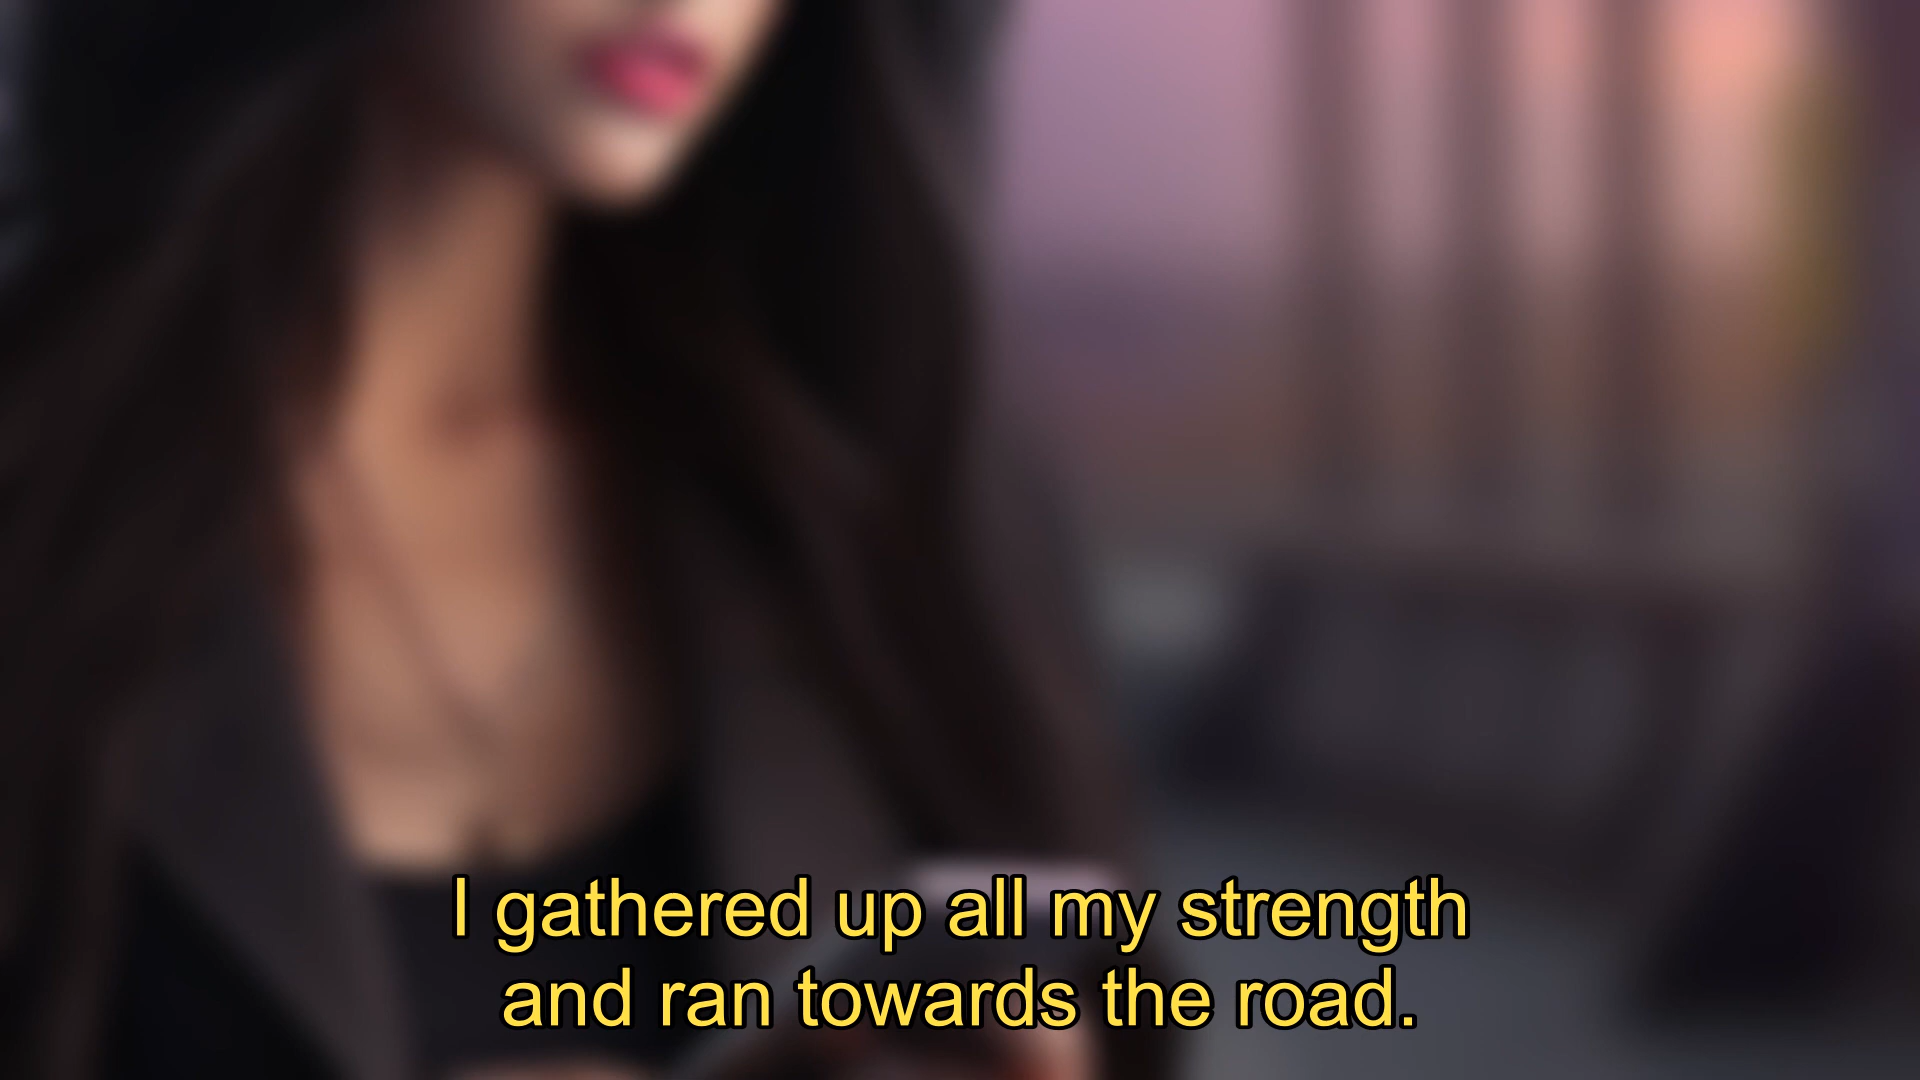 I gathered up all my strength
and ran towards the road.